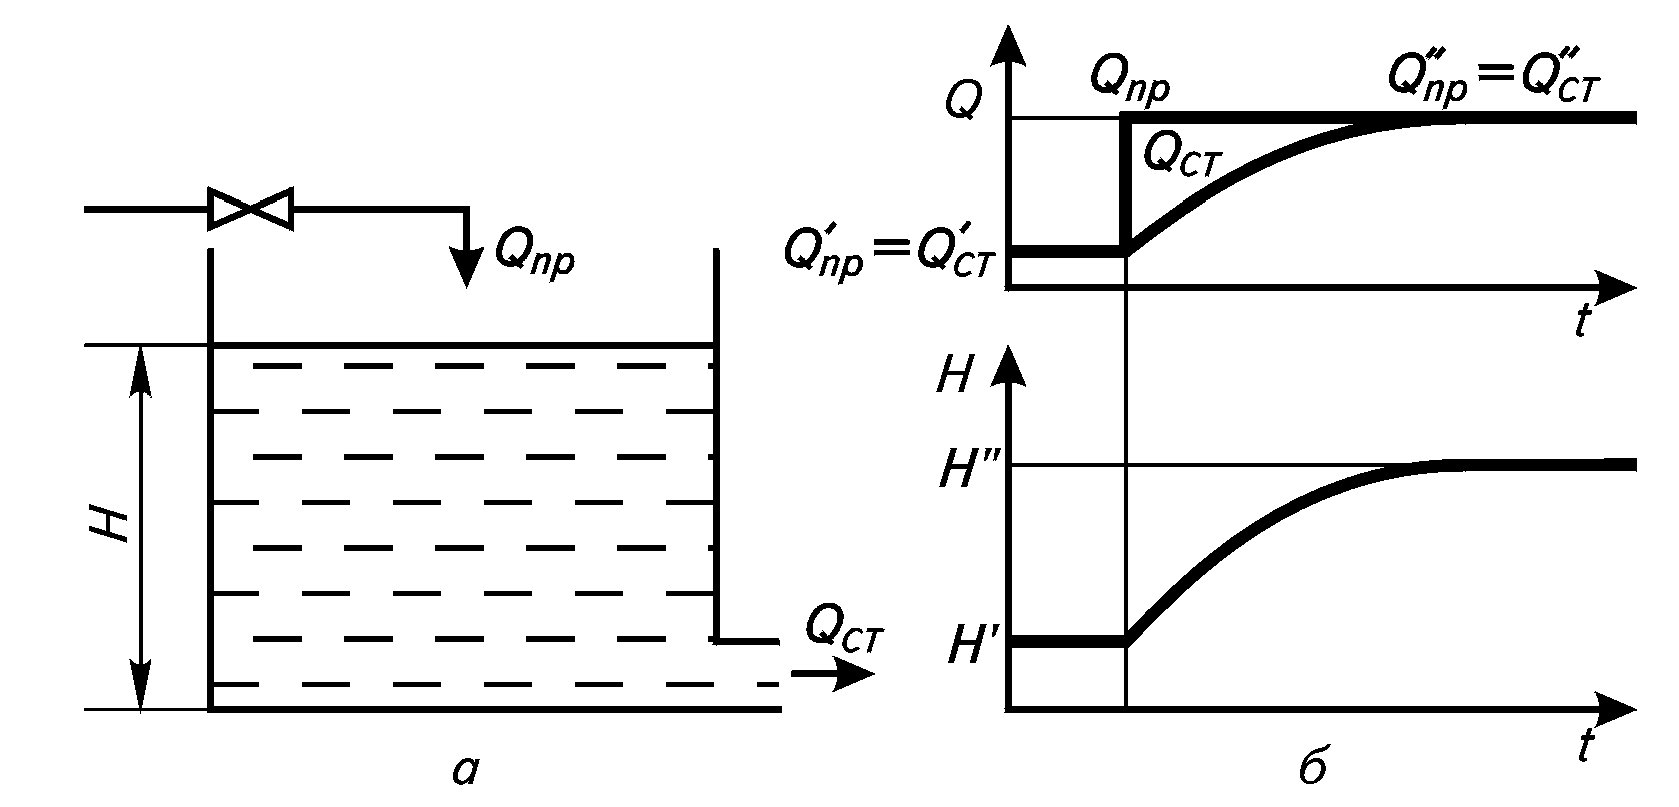 Qпр
H
Qст
а
Q
Qпр
Q″пр = Q″ст
Qст
Q′пр = Q′ст
t
H
H″
H′
t
б